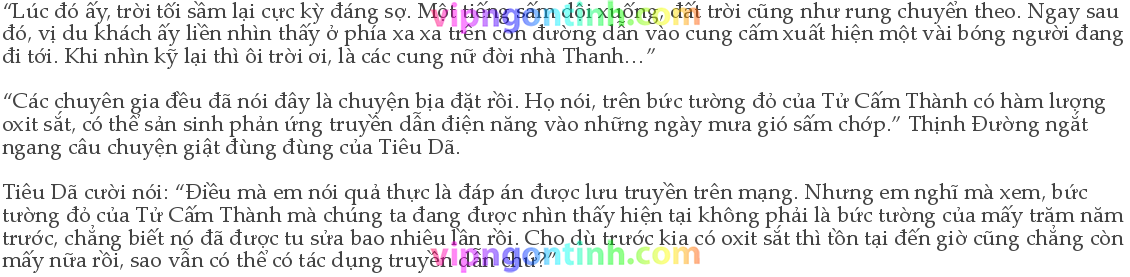 “Lúc đó ấy, trời tối sầm lại cực kỳ đáng sợ. Một tiếng sấm dội xuống, đất trời cũng như rung chuyển theo. Ngay sau
đó, vị du khách ấy liền nhìn thấy ở phía xa xa trên con đường dẫn vào cung cấm xuất hiện một vài bóng người đang
đi tới. Khi nhìn kỹ lại thì ôi trời ơi, là các cung nữ đời nhà Thanh…”
“Các chuyên gia đều đã nói đây là chuyện bịa đặt rồi. Họ nói, trên bức tường đỏ của Tử Cấm Thành có hàm lượng
oxit sắt, có thể sản sinh phản ứng truyền dẫn điện năng vào những ngày mưa gió sấm chớp.” Thịnh Đường ngắt
ngang câu chuyện giật đùng đùng của Tiêu Dã.
Tiêu Dã cười nói: “Điều mà em nói quả thực là đáp án được lưu truyền trên mạng. Nhưng em nghĩ mà xem, bức
tường đỏ của Tử Cấm Thành mà chúng ta đang được nhìn thấy hiện tại không phải là bức tường của mấy trăm năm
trước, chẳng biết nó đã được tu sửa bao nhiêu lần rồi. Cho dù trước kia có oxit sắt thì tồn tại đến giờ cũng chẳng còn
mấy nữa rồi, sao vẫn có thể có tác dụng truyền dẫn chứ?”
vipngontinh.com
vipngontinh.com
vipngontinh.com